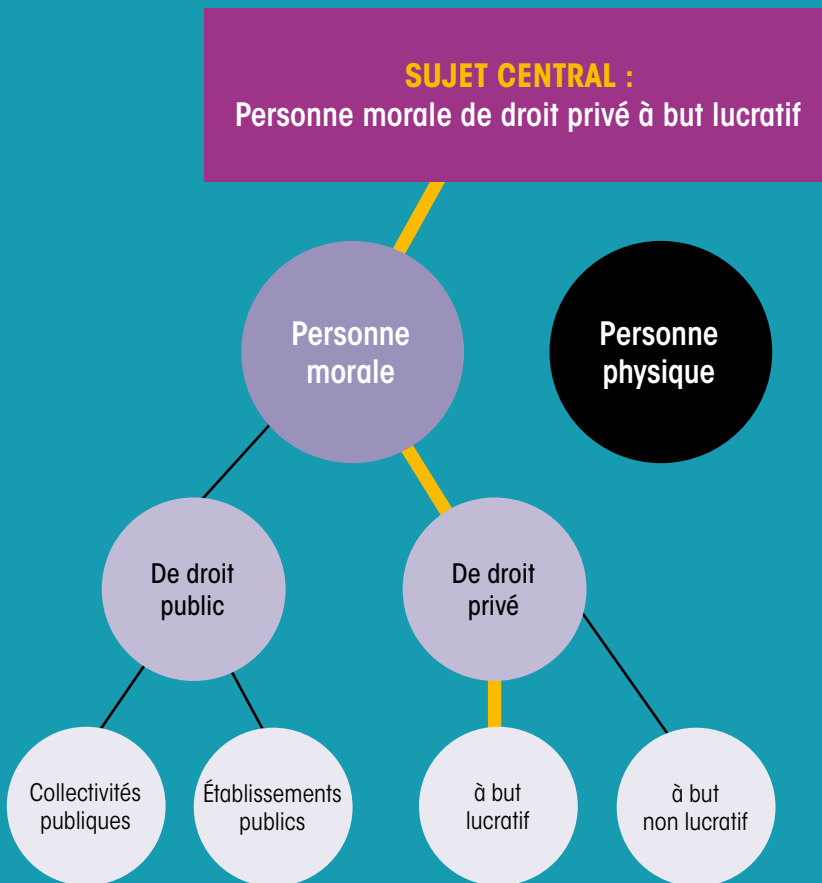 SUJET CENTRAL :
Personne morale de droit privé à but lucratif
Personne
morale
Personne
physique
De droit
public
De droit
privé
Collectivités
publiques
Établissements
publics
à but
lucratif
à but
non lucratif